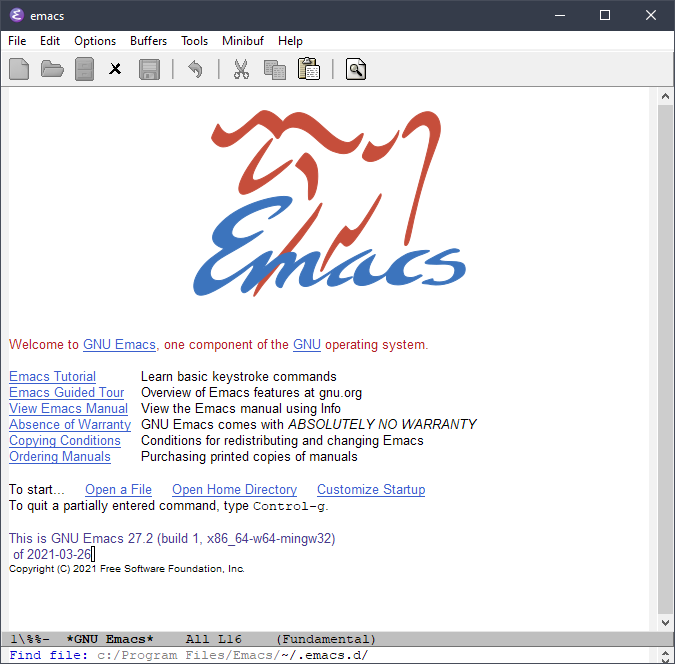 emacs
File Edit Options Buffers Tools Minibuf Help
Emacs
Welcome to GNU Emacs, one component of the GNU operating system.
Emacs Tutorial Learn basic keystroke commands
Emacs Guided Tour Overview of Emacs features at gnu.org
View Emacs Manual View the Emacs manual using Info
Absence of Warranty GNU Emacs comes with ABSOLUTELY NO WARRANTY
Copying Conditions Conditions for redistributing and changing Emacs
Ordering Manuals Purchasing printed copies of manuals
To start... Open a File Open Home Directory Customize Startup
To quit a partially entered command, type Control-g.
This is GNU Emacs 27.2 (build 1, x86_64-w64-mingw32)
of 2021-03-26
Copyright (C) 2021 Free Software Foundation, Inc.
1\%%- *GNU Emacs* All L16 (Fundamental)
Find file: c:/Program Files/Emacs/~/.emacs.d/